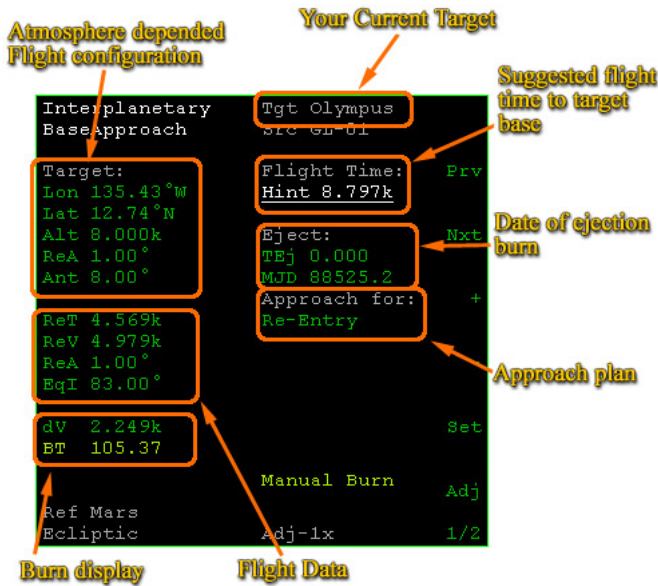 Your Current Target
Atmosphere depended
Flight configuration
Suggested flight
time to target
base
Interplanetary
BaseApproach
Tgt Olympus
Src GL-01
Target:
Lon 135.43°W
Lat 12.74°N
Alt 8.000k
ReA 1.00°
Ant 8.00°
Flight Time:
Hint 8.797k
Prv
Eject:
TEj 0.000
MJD 88525.2
Nxt
Date of ejection
burn
Approach for:
Re-Entry
+
Approach plan
ReT 4.569k
ReV 4.979k
ReA 1.00°
EqI 83.00°
dV 2.249k
BT 105.37
Set
Manual Burn
Adj
Ref Mars
Ecliptic
Adj-1x
1/2
Burn display
Flight Data